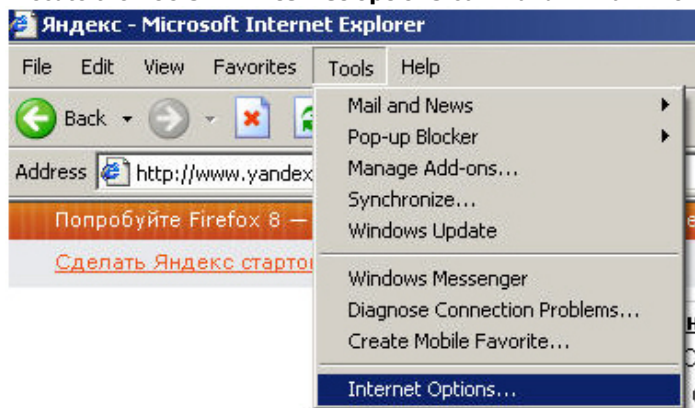 Яндекс - Microsoft Internet Explorer
File Edit View Favorites Tools Help
Back
Address http://www.yandex
Mail and News
Pop-up Blocker
Manage Add-ons...
Synchronize...
Windows Update
Windows Messenger
Diagnose Connection Problems...
Create Mobile Favorite...
Internet Options...
Попробуйте Firefox 8 —
Сделать Яндекс старто